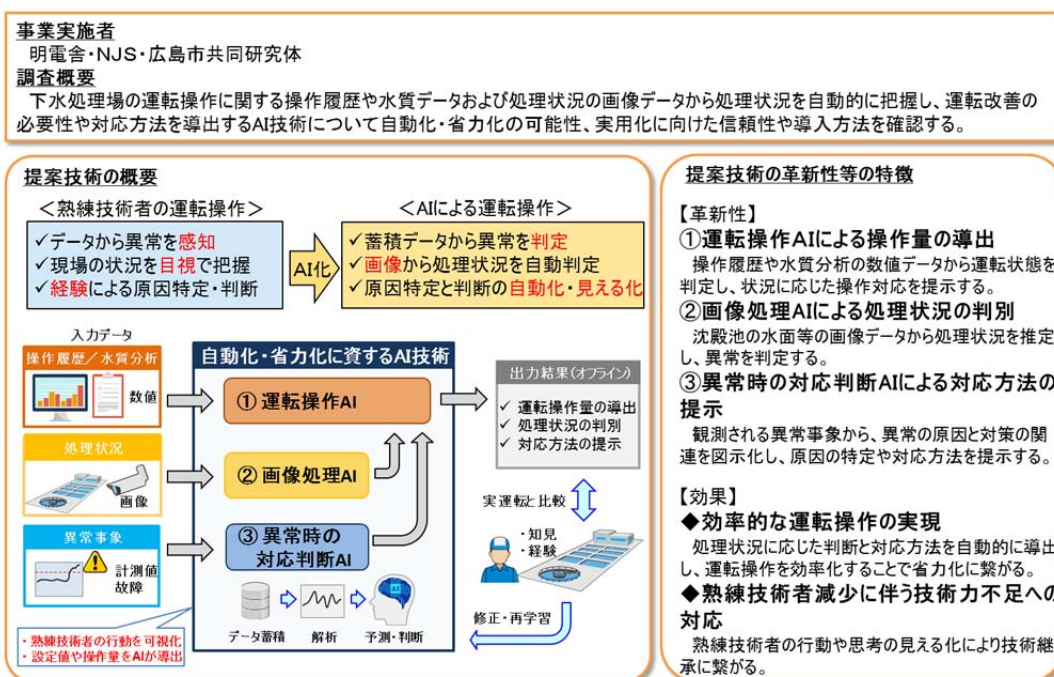 事業実施者
明電舎・NJS・広島市共同研究体
調査概要
下水処理場の運転操作に関する操作履歴や水質データおよび処理状況の画像データから処理状況を自動的に把握し、運転改善の
必要性や対応方法を導出するAI技術について自動化・省力化の可能性、実用化に向けた信頼性や導入方法を確認する。
提案技術の概要
＜熟練技術者の運転操作＞
✓データから異常を感知
✓現場の状況を目視で把握
✓経験による原因特定・判断
AI化
＜AIによる運転操作＞
✓蓄積データから異常を判定
✓画像から処理状況を自動判定
✓原因特定と判断の自動化・見える化
入力データ
操作履歴／水質分析
数値
処理状況
画像
異常事象
計測値
故障
・熟練技術者の行動を可視化
・設定値や操作量をAIが導出
自動化・省力化に資するAI技術
① 運転操作AI
② 画像処理AI
③ 異常時の
対応判断AI
AI
データ蓄積
解析
予測・判断
出力結果（オフライン）
✓ 運転操作量の導出
✓ 処理状況の判別
✓ 対応方法の提示
実運転と比較
・知見
・経験
修正・再学習
提案技術の革新性等の特徴
【革新性】
①運転操作AIによる操作量の導出
操作履歴や水質分析の数値データから運転状態を
判定し、状況に応じた操作対応を提示する。
②画像処理AIによる処理状況の判別
沈殿池の水面等の画像データから処理状況を推定
し、異常を判定する。
③異常時の対応判断AIによる対応方法の
提示
観測される異常事象から、異常の原因と対策の関
連を図示化し、原因の特定や対応方法を提示する。
【効果】
◆効率的な運転操作の実現
処理状況に応じた判断と対応方法を自動的に導出
し、運転操作を効率化することで省力化に繋がる。
◆熟練技術者減少に伴う技術力不足への
対応
熟練技術者の行動や思考の見える化により技術継
承に繋がる。